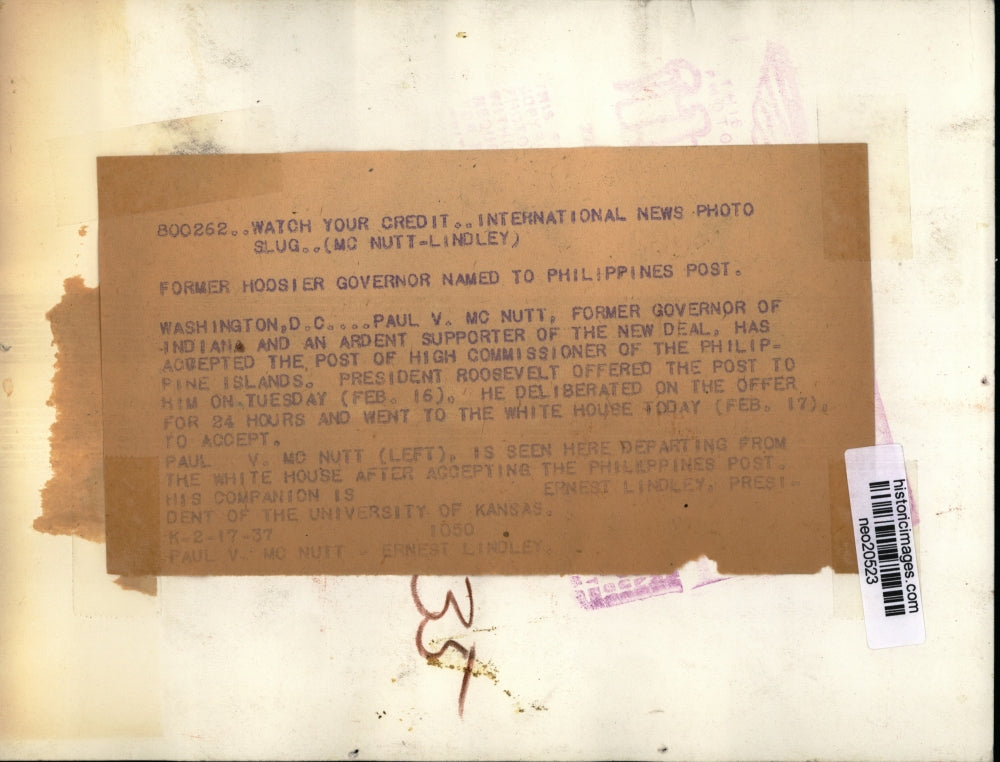 800262..WATCH YOUR CREDIT..INTERNATIONAL NEWS PHOTO
SLUG..(MC NUTT-LINDLEY)
FORMER HOOSIER GOVERNOR NAMED TO PHILIPPINES POST.
WASHINGTON,D.C....PAUL V. MC NUTT, FORMER GOVERNOR OF
INDIANA AND AN ARDENT SUPPORTER OF THE NEW DEAL, HAS
ACCEPTED THE POST OF HIGH COMMISSIONER OF THE PHILIP-
PINE ISLANDS. PRESIDENT ROOSEVELT OFFERED THE POST TO
HIM ON TUESDAY (FEB. 16). HE DELIBERATED ON THE OFFER
FOR 24 HOURS AND WENT TO THE WHITE HOUSE TODAY (FEB. 17),
TO ACCEPT.
PAUL V. MC NUTT (LEFT), IS SEEN HERE DEPARTING FROM
THE WHITE HOUSE AFTER ACCEPTING THE PHILIPPINES POST.
HIS COMPANION IS ERNEST LINDLEY, PRESI-
DENT OF THE UNIVERSITY OF KANSAS.
K-2-17-37 1050
PAUL V. MC NUTT - ERNEST LINDLEY.
historicimages.com
neo20523
35